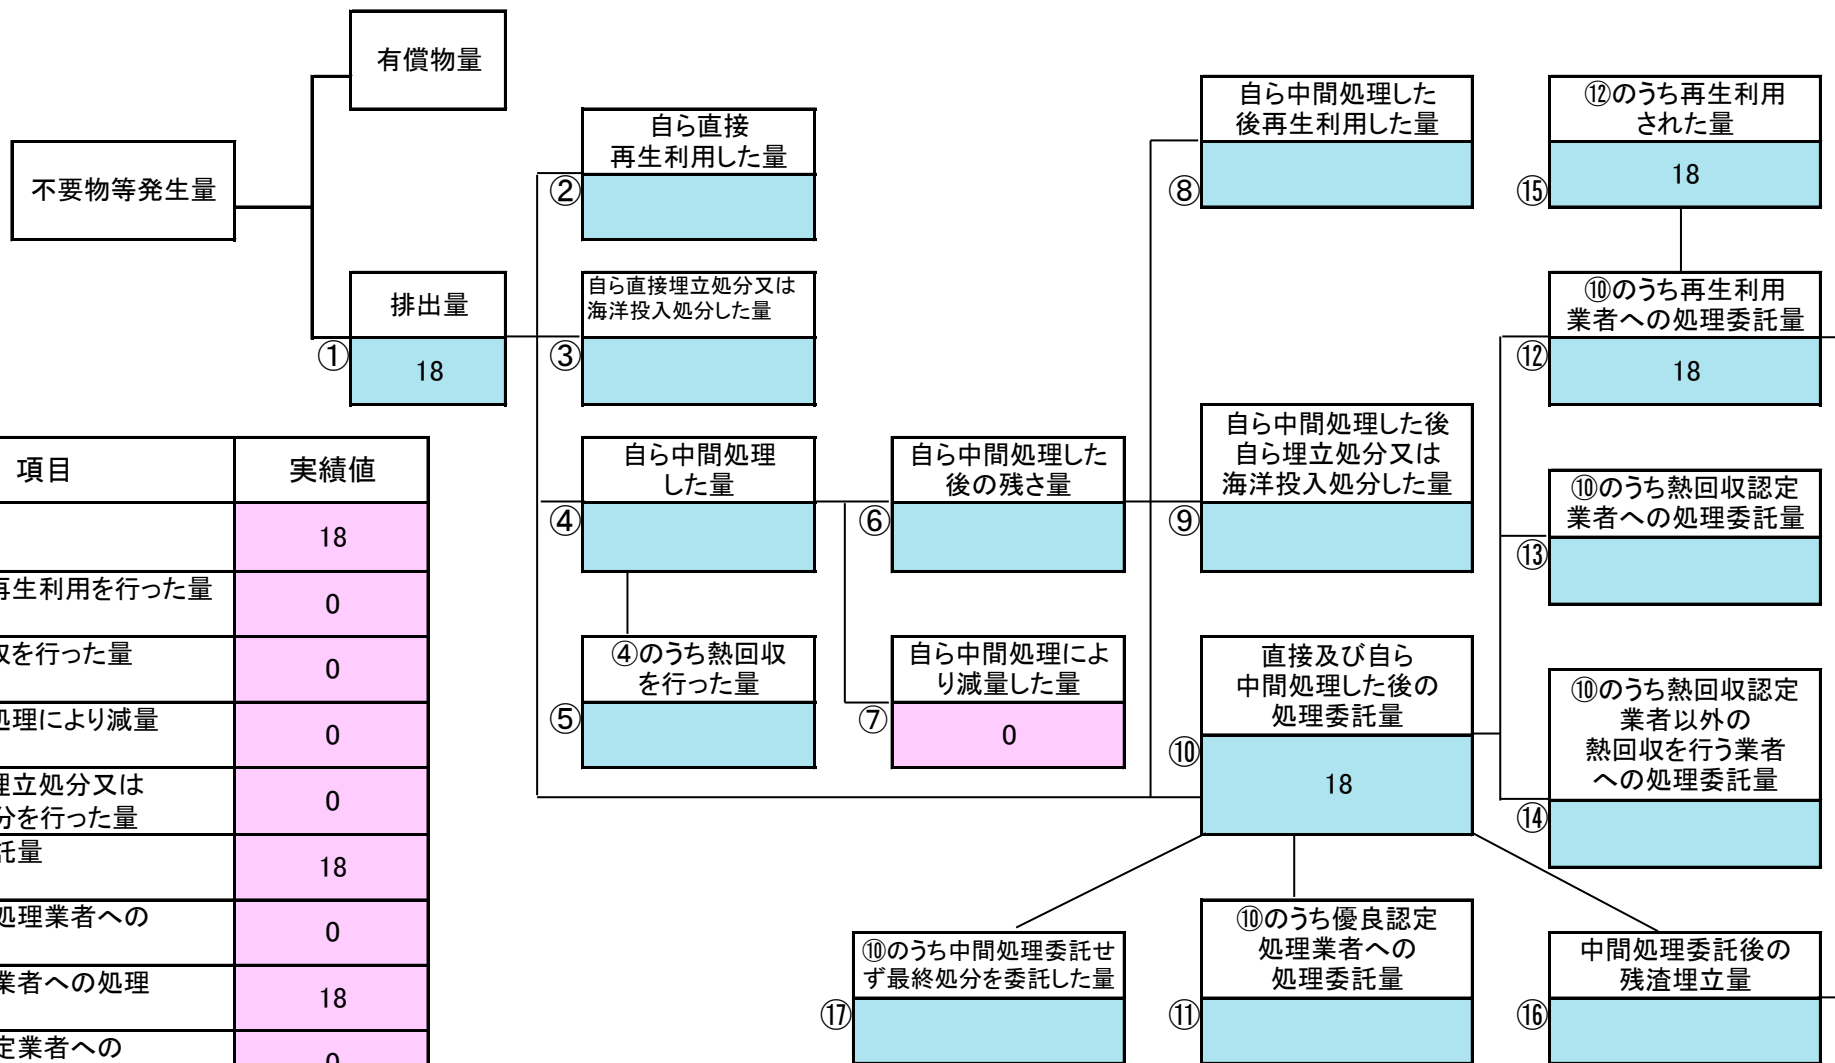 有償物量
不要物等発生量
排出量
①
18
自ら直接
再生利用した量
②
自ら直接埋立処分又は
海洋投入処分した量
③
自ら中間処理
した量
④
④のうち熱回収
を行った量
⑤
自ら中間処理した
後の残さ量
⑥
自ら中間処理によ
り減量した量
⑦
0
自ら中間処理した
後再生利用した量
⑧
自ら中間処理した後
自ら埋立処分又は
海洋投入処分した量
⑨
直接及び自ら
中間処理した後の
処理委託量
⑩
18
⑫のうち再生利用
された量
⑮
18
⑩のうち再生利用
業者への処理委託量
⑫
18
⑩のうち熱回収認定
業者への処理委託量
⑬
⑩のうち熱回収認定
業者以外の
熱回収を行う業者
への処理委託量
⑭
⑩のうち中間処理委託せ
ず最終処分を委託した量
⑰
⑩のうち優良認定
処理業者への
処理委託量
⑪
中間処理委託後の
残渣埋立量
⑯
項目
実績値
18
再生利用を行った量
0
を行った量
0
処理により減量
0
埋立処分又は
分を行った量
0
託量
18
処理業者への
0
業者への処理
18
定業者への
0